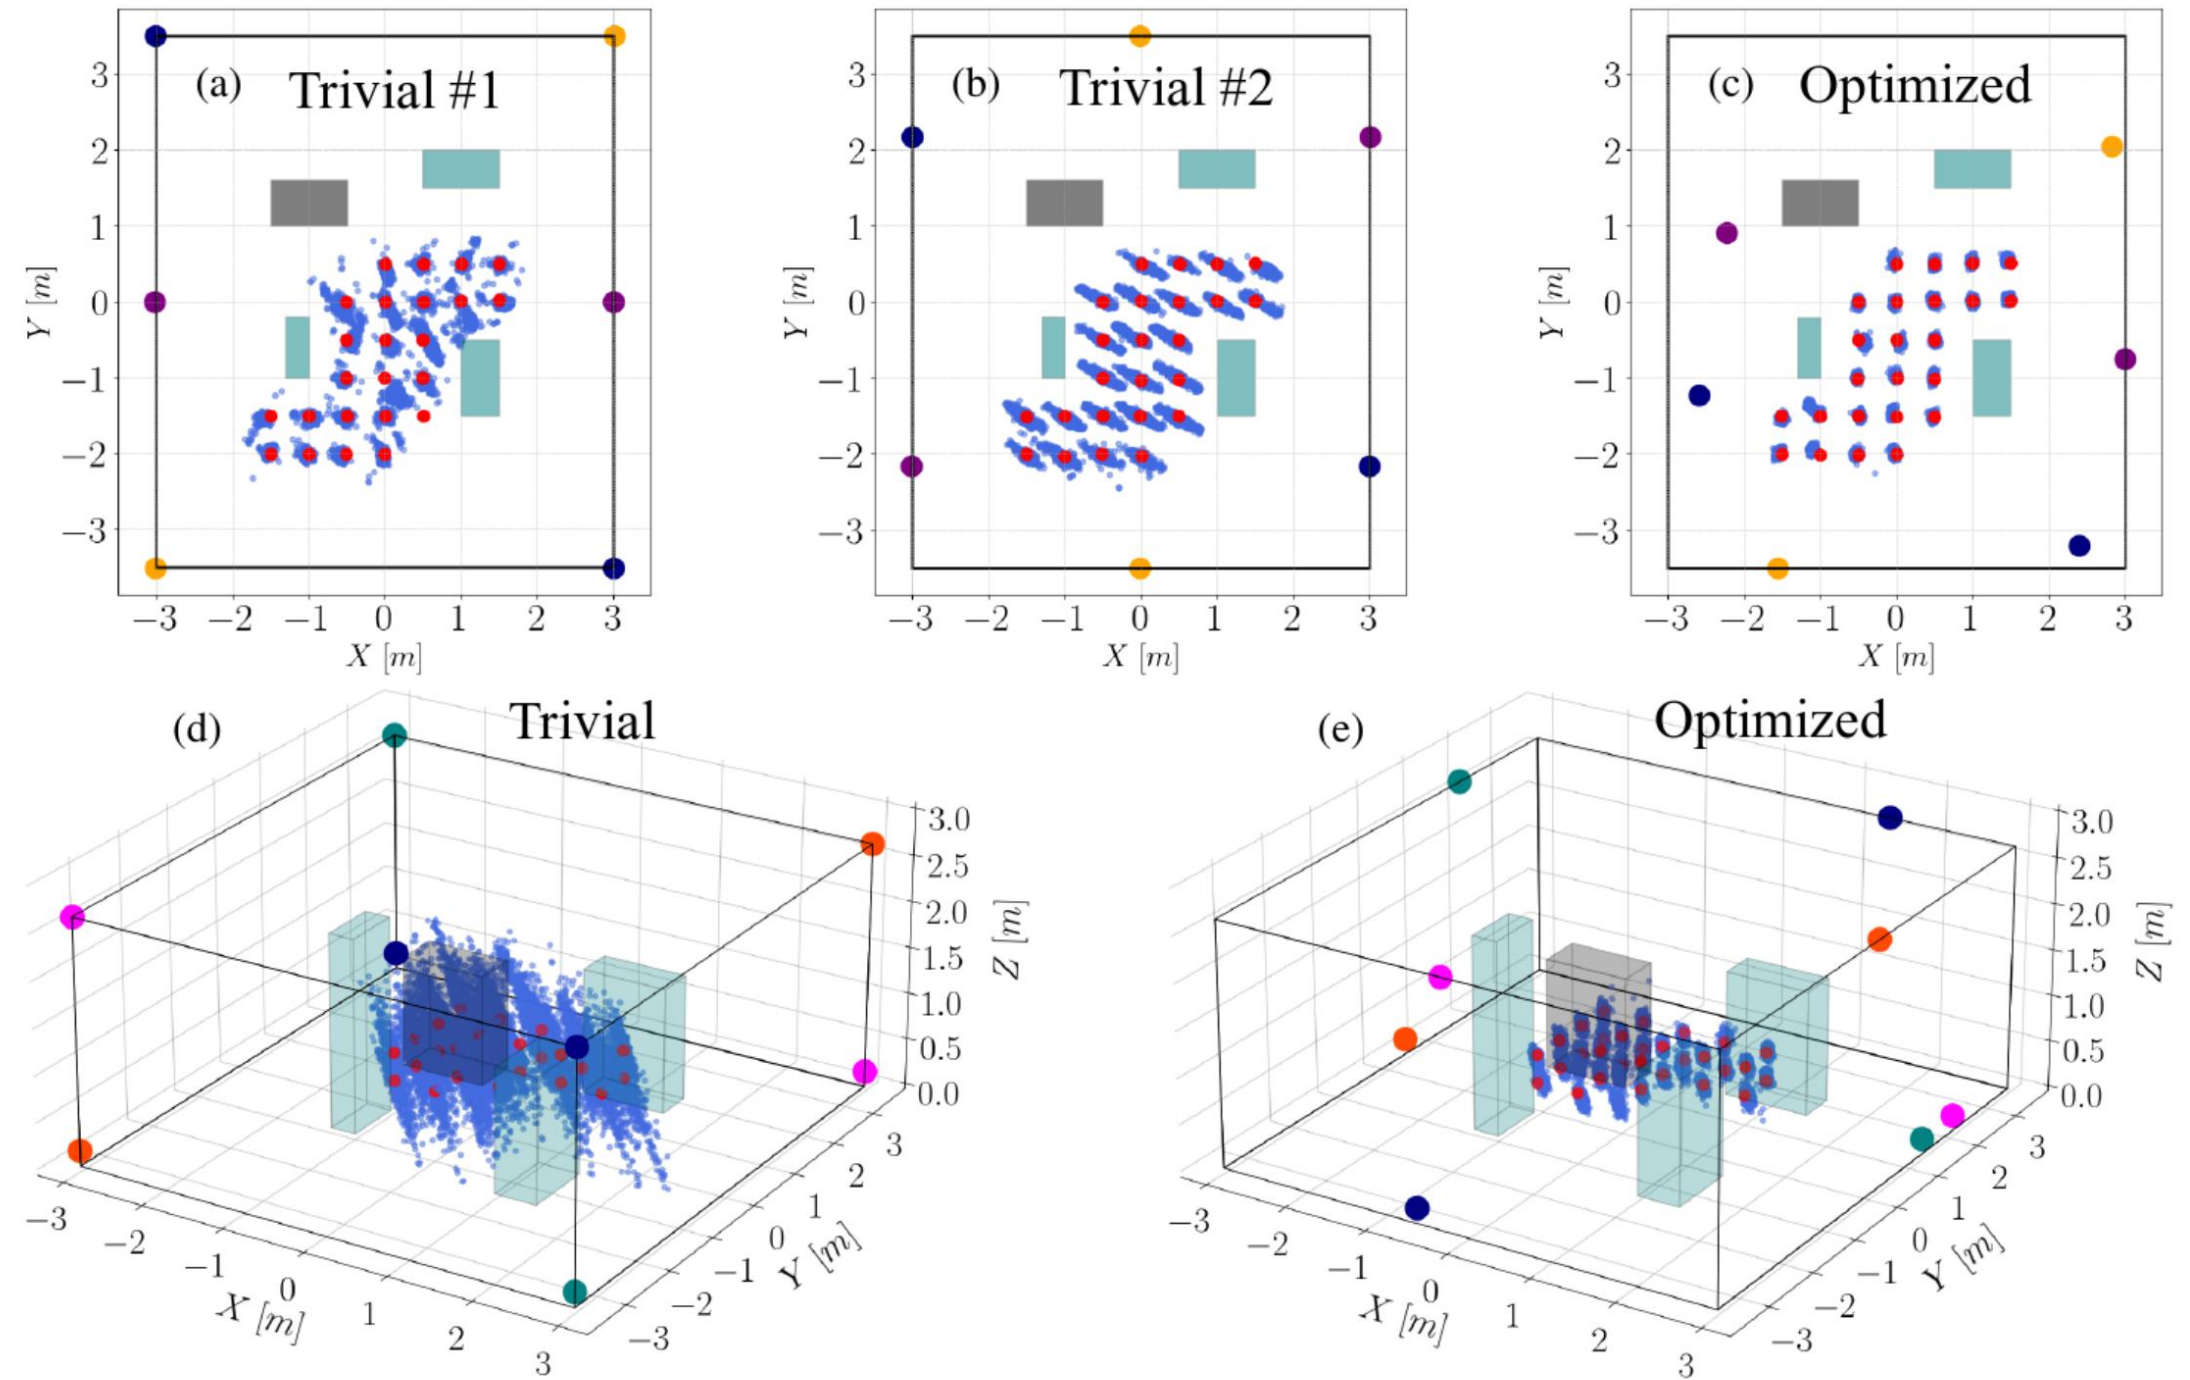 (a) Trivial #1
3
2
1
0
−1
−2
−3
Y [m]
−3 −2 −1 0 1 2 3
X [m]
(b) Trivial #2
3
2
1
0
−1
−2
−3
Y [m]
−3 −2 −1 0 1 2 3
X [m]
(c) Optimized
3
2
1
0
−1
−2
−3
Y [m]
−3 −2 −1 0 1 2 3
X [m]
(d) Trivial
3.0
2.5
2.0
1.5
1.0
0.5
0.0
Z [m]
−3 −2 −1 0 1 2 3
X [m]
−3 −2 −1 0 1 2 3
Y [m]
(e) Optimized
3.0
2.5
2.0
1.5
1.0
0.5
0.0
Z [m]
−3 −2 −1 0 1 2 3
X [m]
−3 −2 −1 0 1 2 3
Y [m]